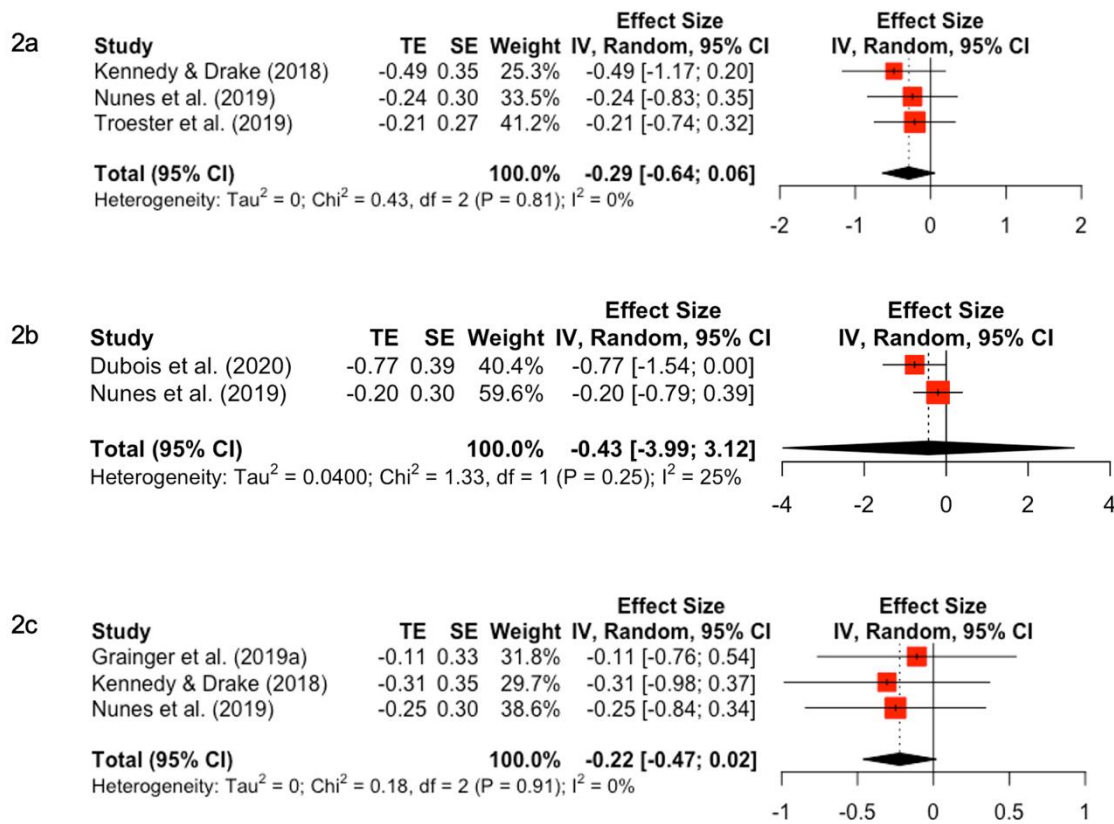 2a
Effect Size Effect Size
Study TE SE Weight IV, Random, 95% CI IV, Random, 95% CI
Kennedy & Drake (2018) -0.49 0.35 25.3% -0.49 [-1.17; 0.20]
Nunes et al. (2019) -0.24 0.30 33.5% -0.24 [-0.83; 0.35]
Troester et al. (2019) -0.21 0.27 41.2% -0.21 [-0.74; 0.32]
Total (95% CI) 100.0% -0.29 [-0.64; 0.06]
Heterogeneity: Tau² = 0; Chi² = 0.43, df = 2 (P = 0.81); I² = 0%
-2 -1 0 1 2
2b
Effect Size Effect Size
Study TE SE Weight IV, Random, 95% CI IV, Random, 95% CI
Dubois et al. (2020) -0.77 0.39 40.4% -0.77 [-1.54; 0.00]
Nunes et al. (2019) -0.20 0.30 59.6% -0.20 [-0.79; 0.39]
Total (95% CI) 100.0% -0.43 [-3.99; 3.12]
Heterogeneity: Tau² = 0.0400; Chi² = 1.33, df = 1 (P = 0.25); I² = 25%
-4 -2 0 2 4
2c
Effect Size Effect Size
Study TE SE Weight IV, Random, 95% CI IV, Random, 95% CI
Grainger et al. (2019a) -0.11 0.33 31.8% -0.11 [-0.76; 0.54]
Kennedy & Drake (2018) -0.31 0.35 29.7% -0.31 [-0.98; 0.37]
Nunes et al. (2019) -0.25 0.30 38.6% -0.25 [-0.84; 0.34]
Total (95% CI) 100.0% -0.22 [-0.47; 0.02]
Heterogeneity: Tau² = 0; Chi² = 0.18, df = 2 (P = 0.91); I² = 0%
-1 -0.5 0 0.5 1